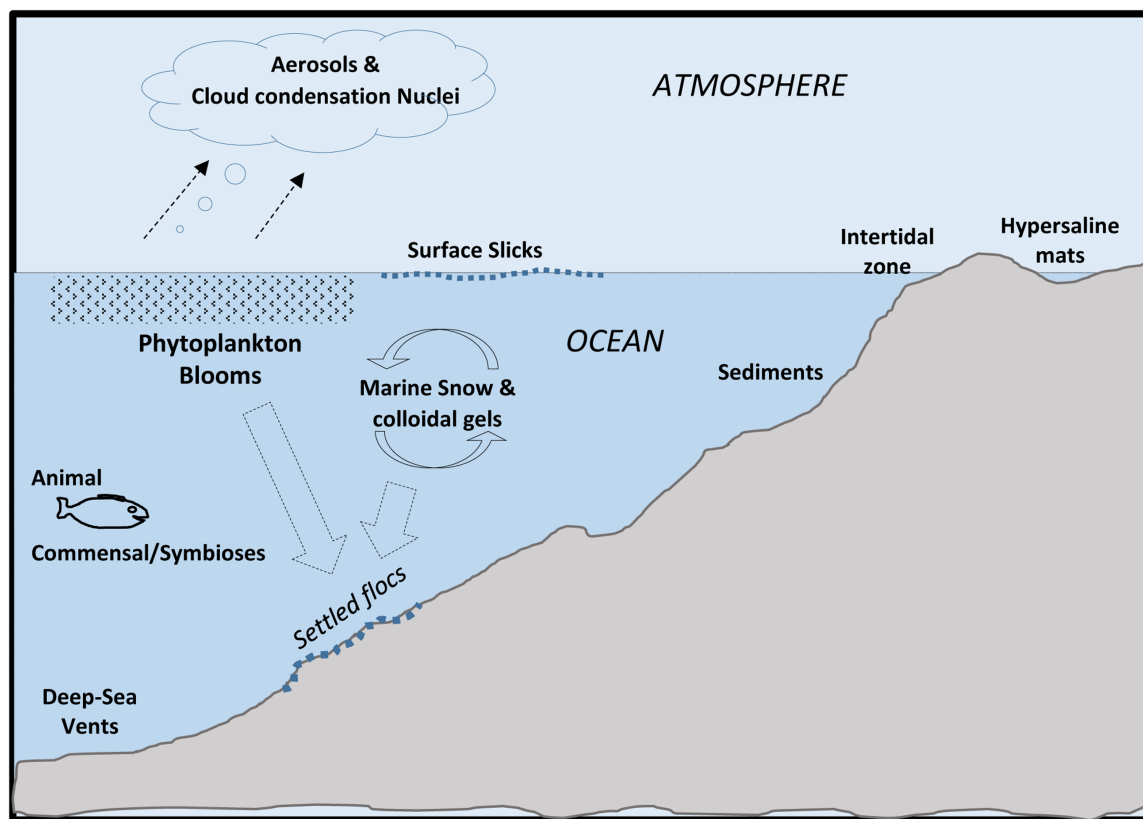 Aerosols &
Cloud condensation Nuclei
ATMOSPHERE
Surface Slicks
Intertidal
zone
Hypersaline
mats
Phytoplankton
Blooms
OCEAN
Marine Snow &
colloidal gels
Sediments
Animal
Commensal/Symbioses
Settled flocs
Deep-Sea
Vents